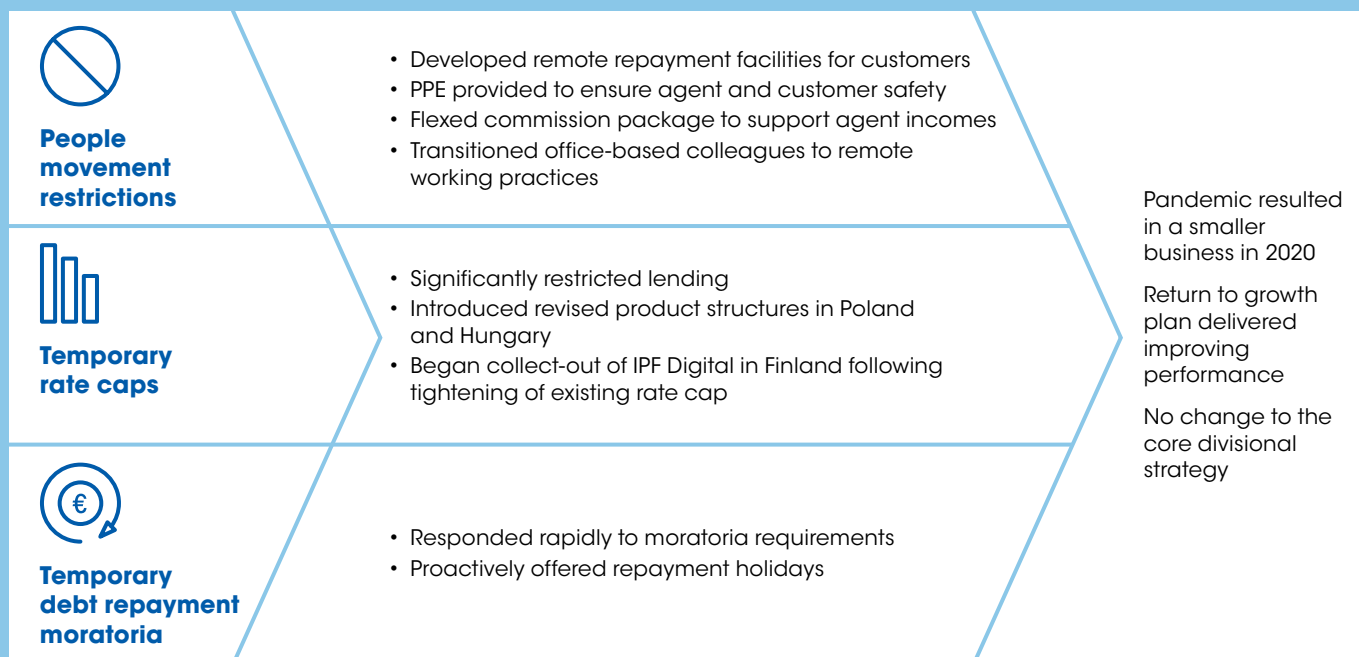 People
movement
restrictions
• Developed remote repayment facilities for customers
• PPE provided to ensure agent and customer safety
• Flexed commission package to support agent incomes
• Transitioned office-based colleagues to remote
working practices
Temporary
rate caps
• Significantly restricted lending
• Introduced revised product structures in Poland
and Hungary
• Began collect-out of IPF Digital in Finland following
tightening of existing rate cap
€
Temporary
debt repayment
moratoria
• Responded rapidly to moratoria requirements
• Proactively offered repayment holidays
Pandemic resulted
in a smaller
business in 2020
Return to growth
plan delivered
improving
performance
No change to the
core divisional
strategy